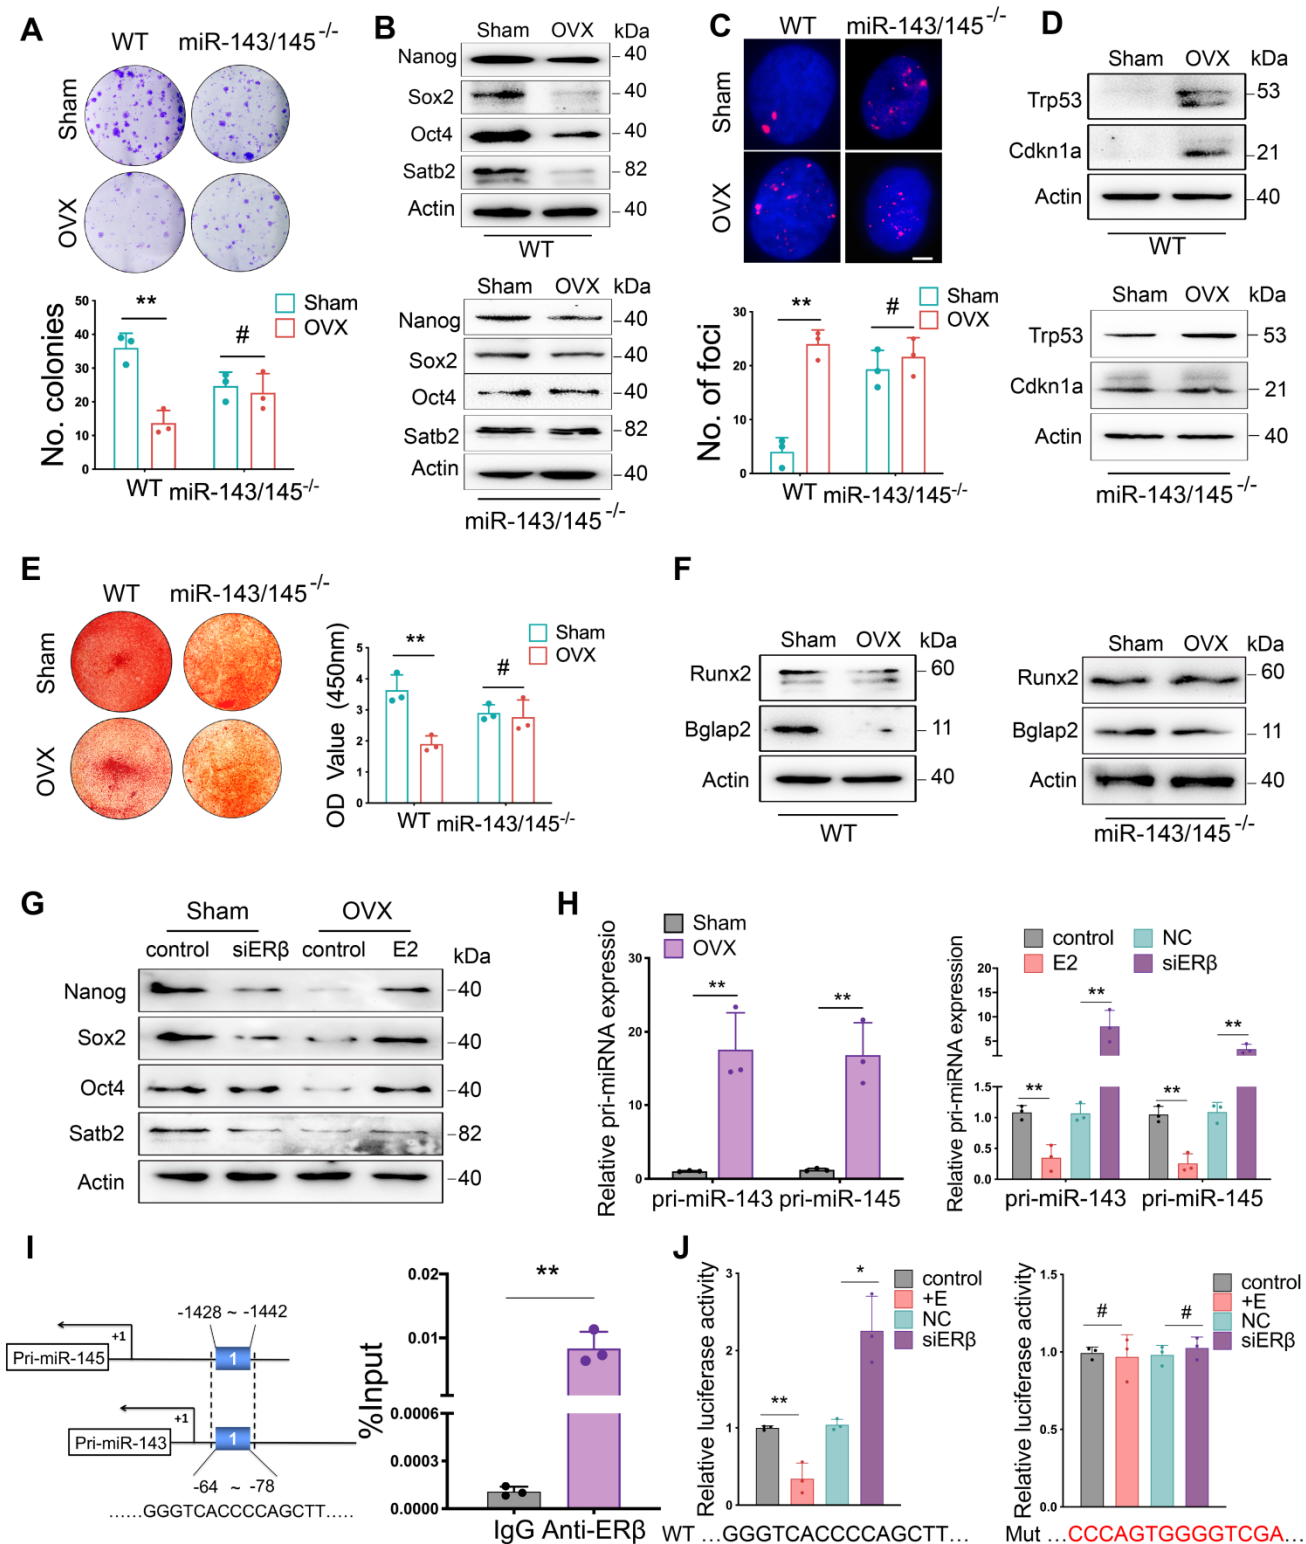 A
WT miR-143/145-/-
Sham
OVX
No. colonies
50
40
30
20
10
0
**
#
Sham
OVX
WT miR-143/145-/-
B
Sham OVX kDa
Nanog 40
Sox2 40
Oct4 40
Satb2 82
Actin 40
WT
Sham OVX kDa
Nanog 40
Sox2 40
Oct4 40
Satb2 82
Actin 40
miR-143/145-/-
C
WT miR-143/145-/-
Sham
OVX
No. of foci
30
20
10
0
**
#
Sham
OVX
WT miR-143/145-/-
D
Sham OVX kDa
Trp53 53
Cdkn1a 21
Actin 40
WT
Sham OVX kDa
Trp53 53
Cdkn1a 21
Actin 40
miR-143/145-/-
E
WT miR-143/145-/-
Sham
OVX
OD Value (450nm)
5
4
3
2
1
0
**
#
Sham
OVX
WT miR-143/145-/-
F
Sham OVX kDa
Runx2 60
Bglap2 11
Actin 40
WT
Sham OVX kDa
Runx2 60
Bglap2 11
Actin 40
miR-143/145-/-
G
Sham OVX
control siERβ control E2 kDa
Nanog 40
Sox2 40
Oct4 40
Satb2 82
Actin 40
H
Sham
OVX
Relative pri-miRNA expressio
30
20
10
0
**
**
pri-miR-143 pri-miR-145
control NC
E2 siERβ
Relative pri-miRNA expression
20
15
10
5
1.5
1.0
0.5
0.0
**
**
**
**
pri-miR-143 pri-miR-145
I
-1428 ~ -1442
+1
Pri-miR-145
1
+1
Pri-miR-143
1
-64 ~ -78
......GGGTCACCCCAGCTT.....
%Input
0.02
0.01
0.0006
0.0003
0.0000
**
IgG Anti-ERβ
J
Relative luciferase activity
3
2
1
0
**
*
control
+E
NC
siERβ
WT ...GGGTCACCCCAGCTT...
Relative luciferase activity
1.5
1.0
0.5
0.0
#
#
control
+E
NC
siERβ
Mut ...CCCAGTGGGGTCGA...